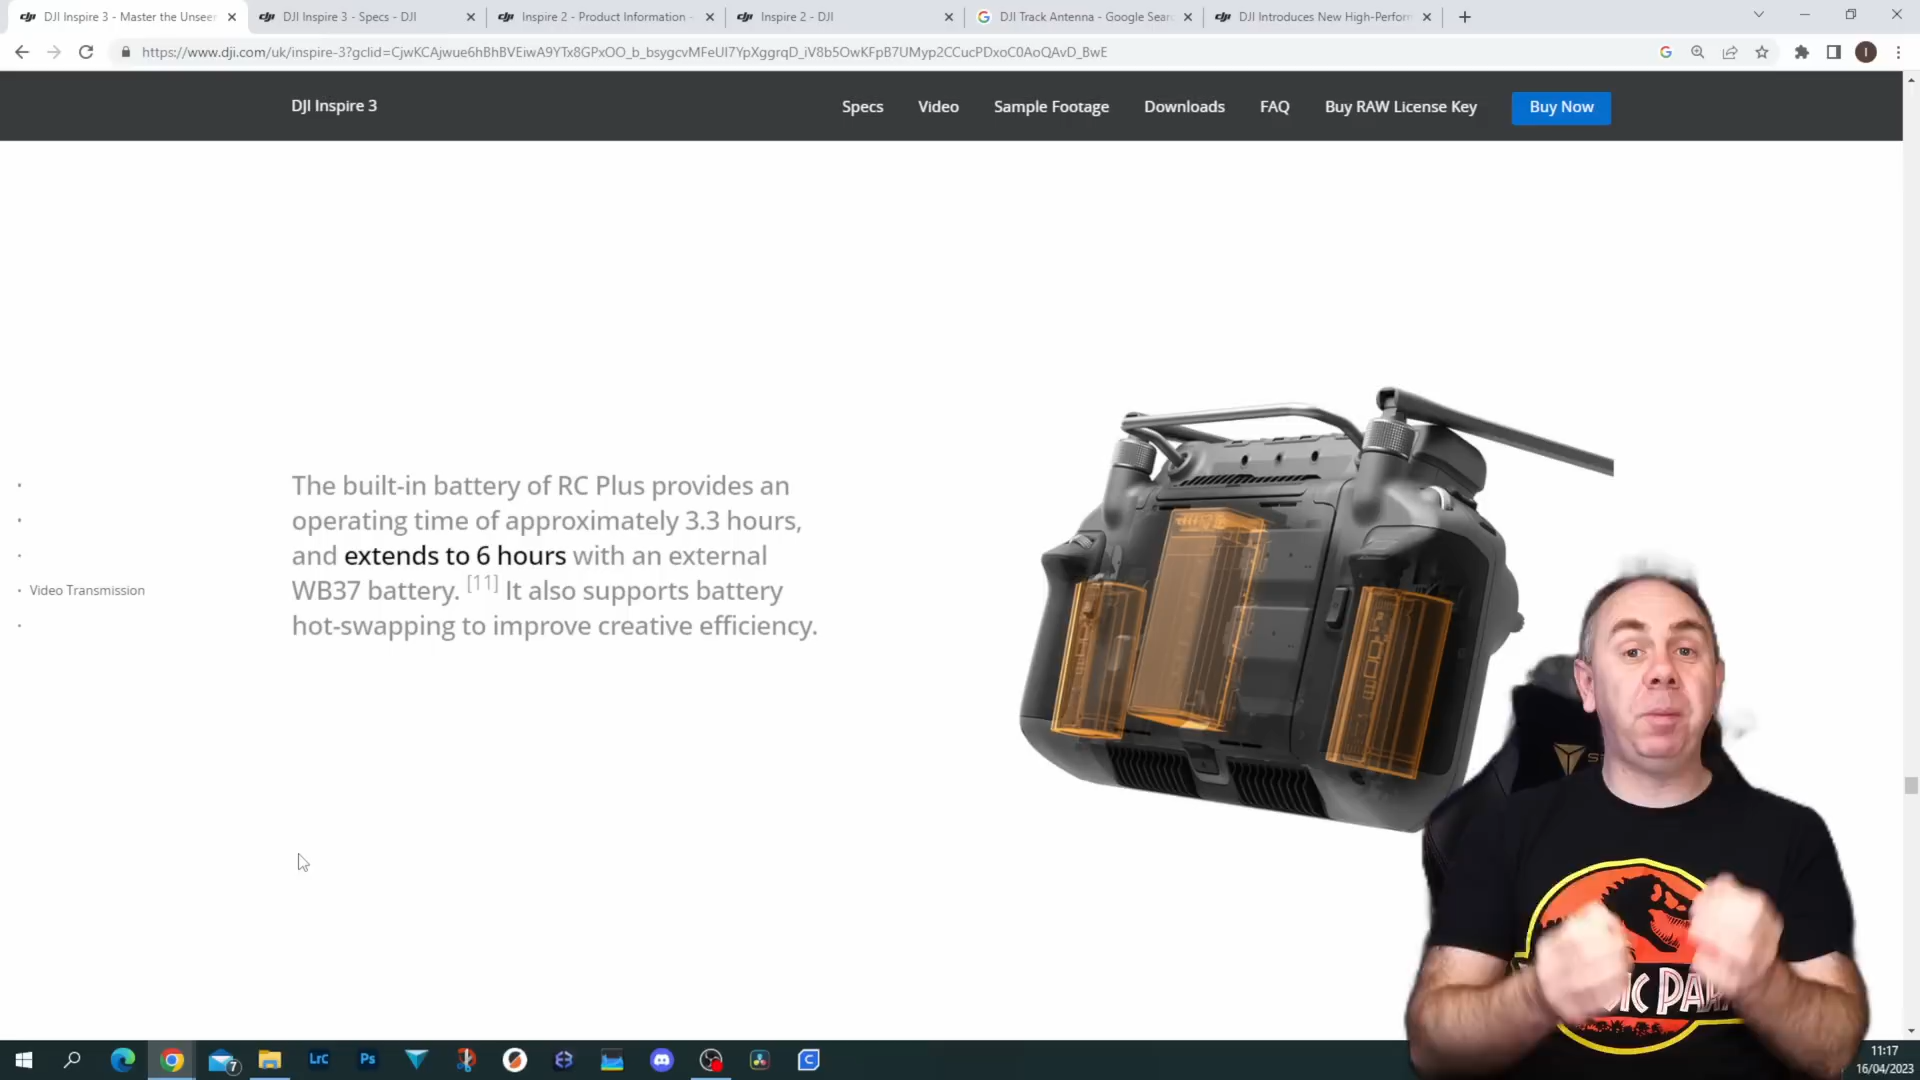 DJI Inspire 3 - Master the Unseen
DJI Inspire 3 - Specs - DJI
Inspire 2 - Product Information -
Inspire 2 - DJI
DJI Track Antenna - Google Sear
DJI Introduces New High-Perform
https://www.dji.com/uk/inspire-3?gclid=CjwKCAjwue6hBhBVEiwA9YTx8GPxOO_b_bsygcvMFeUI7YpXggrqD_iV8b5OwKFpB7UMyp2CCucPDxoC0AoQAvD_BwE
DJI Inspire 3
Specs
Video
Sample Footage
Downloads
FAQ
Buy RAW License Key
Buy Now
The built-in battery of RC Plus provides an
operating time of approximately 3.3 hours,
and extends to 6 hours with an external
WB37 battery. [11] It also supports battery
hot-swapping to improve creative efficiency.
Video Transmission
Lrc
Ps
7
11:17
16/04/2023